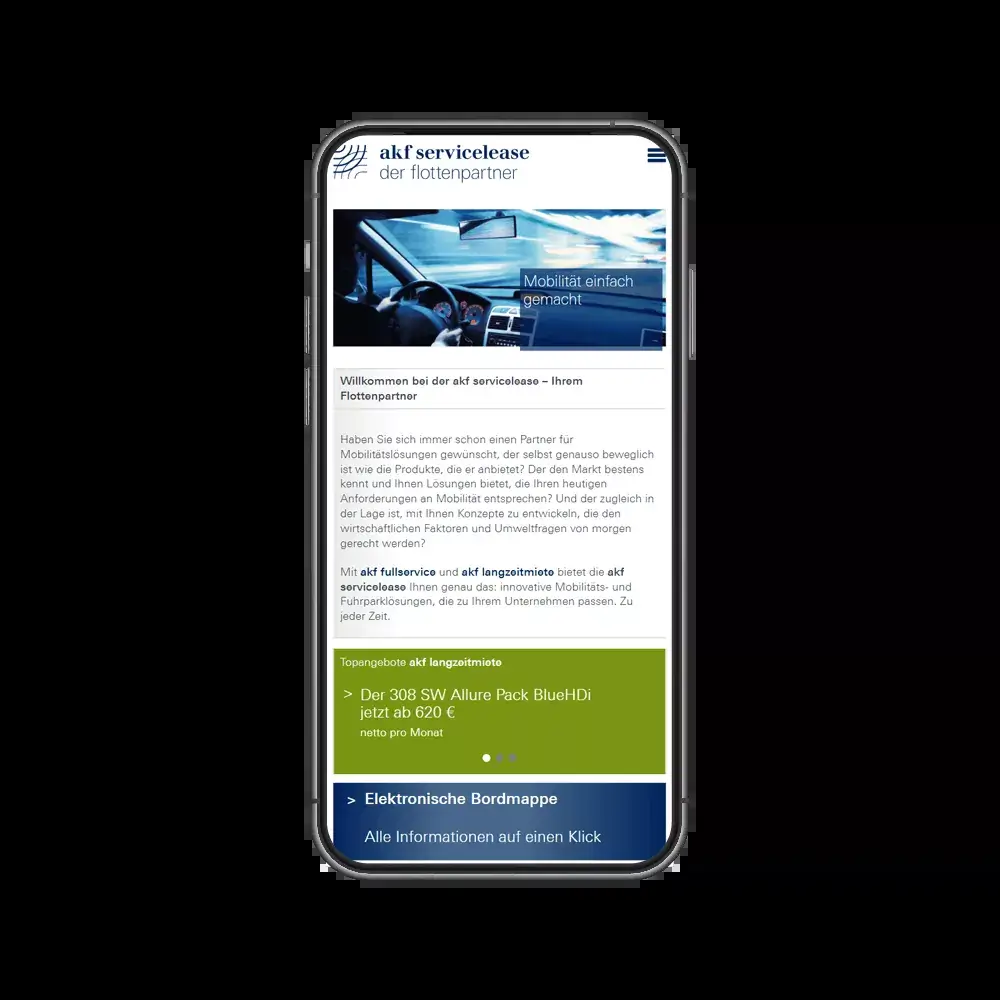 akf servicelease
der flottenpartner
Mobilität einfach
gemacht
Willkommen bei der akf servicelease – Ihrem
Flottenpartner
Haben Sie sich immer schon einen Partner für
Mobilitätslösungen gewünscht, der selbst genauso beweglich
ist wie die Produkte, die er anbietet? Der den Markt bestens
kennt und Ihnen Lösungen bietet, die Ihren heutigen
Anforderungen an Mobilität entsprechen? Und der zugleich in
der Lage ist, mit Ihnen Konzepte zu entwickeln, die den
wirtschaftlichen Faktoren und Umweltfragen von morgen
gerecht werden?
Mit akf fullservice und akf langzeitmiete bietet die akf
servicelease Ihnen genau das: innovative Mobilitäts- und
Fuhrparklösungen, die zu Ihrem Unternehmen passen. Zu
jeder Zeit.
Topangebote akf langzeitmiete
> Der 308 SW Allure Pack BlueHDi
jetzt ab 620 €
netto pro Monat
> Elektronische Bordmappe
Alle Informationen auf einen Klick